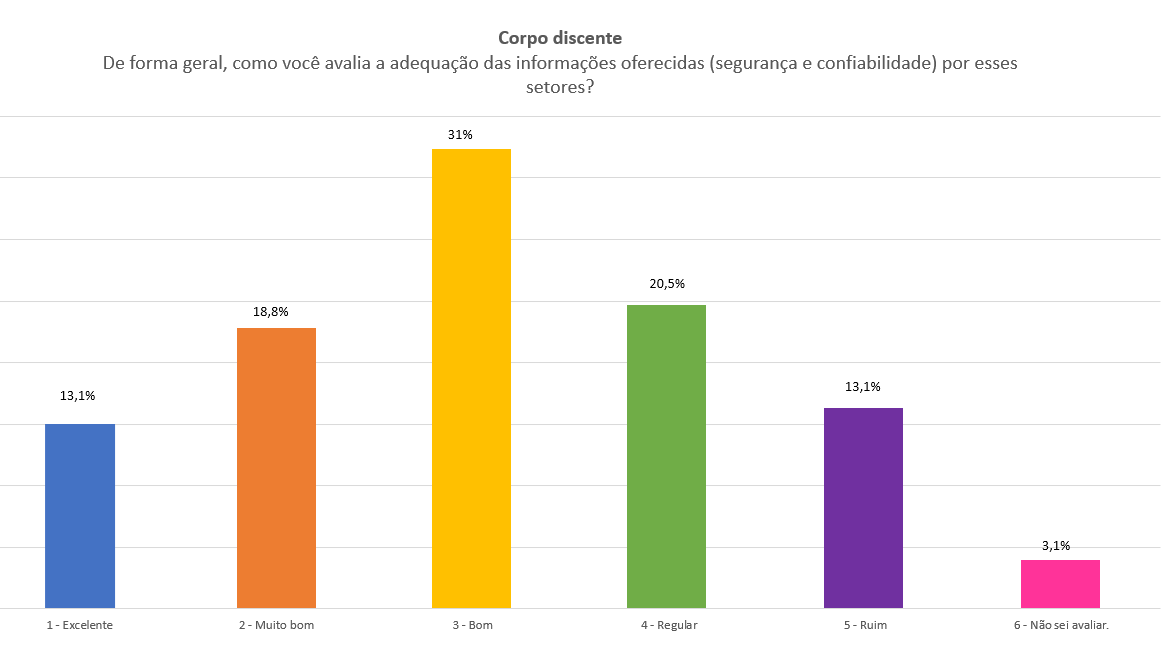 Corpo discente
De forma geral, como você avalia a adequação das informações oferecidas (segurança e confiabilidade) por esses
setores?
31%
20,5%
18,8%
13,1%
13,1%
3,1%
1 - Excelente
2 - Muito bom
3 - Bom
4 - Regular
5 - Ruim
6 - Não sei avaliar.